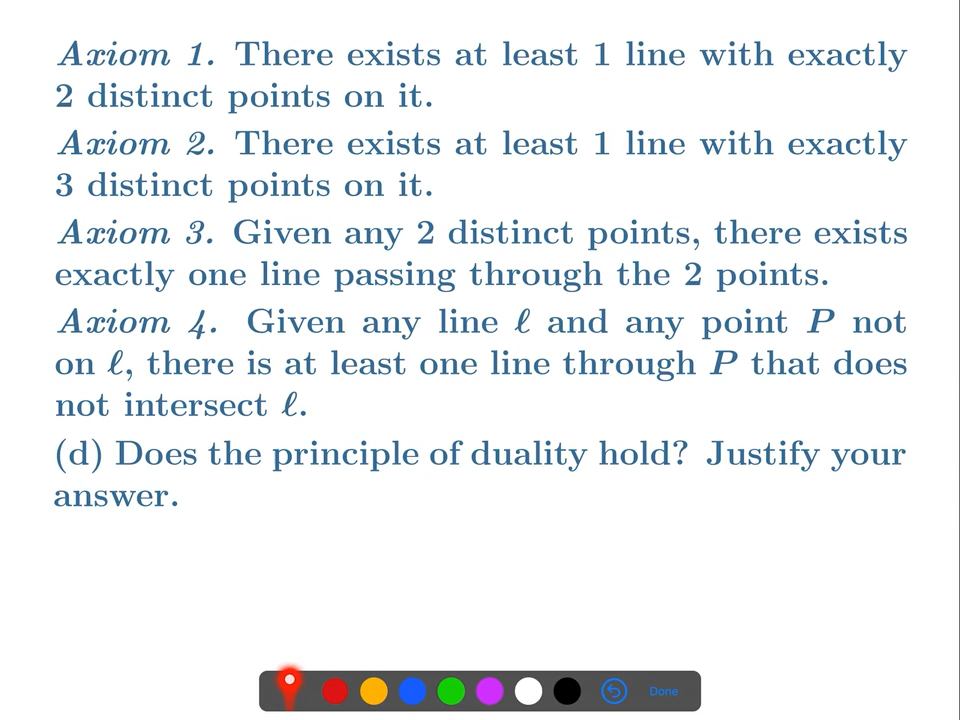 Axiom 1. There exists at least 1 line with exactly
2 distinct points on it.
Axiom 2. There exists at least 1 line with exactly
3 distinct points on it.
Axiom 3. Given any 2 distinct points, there exists
exactly one line passing through the 2 points.
Axiom 4. Given any line ℓ and any point P not
on ℓ, there is at least one line through P that does
not intersect ℓ.
(d) Does the principle of duality hold? Justify your
answer.
Done